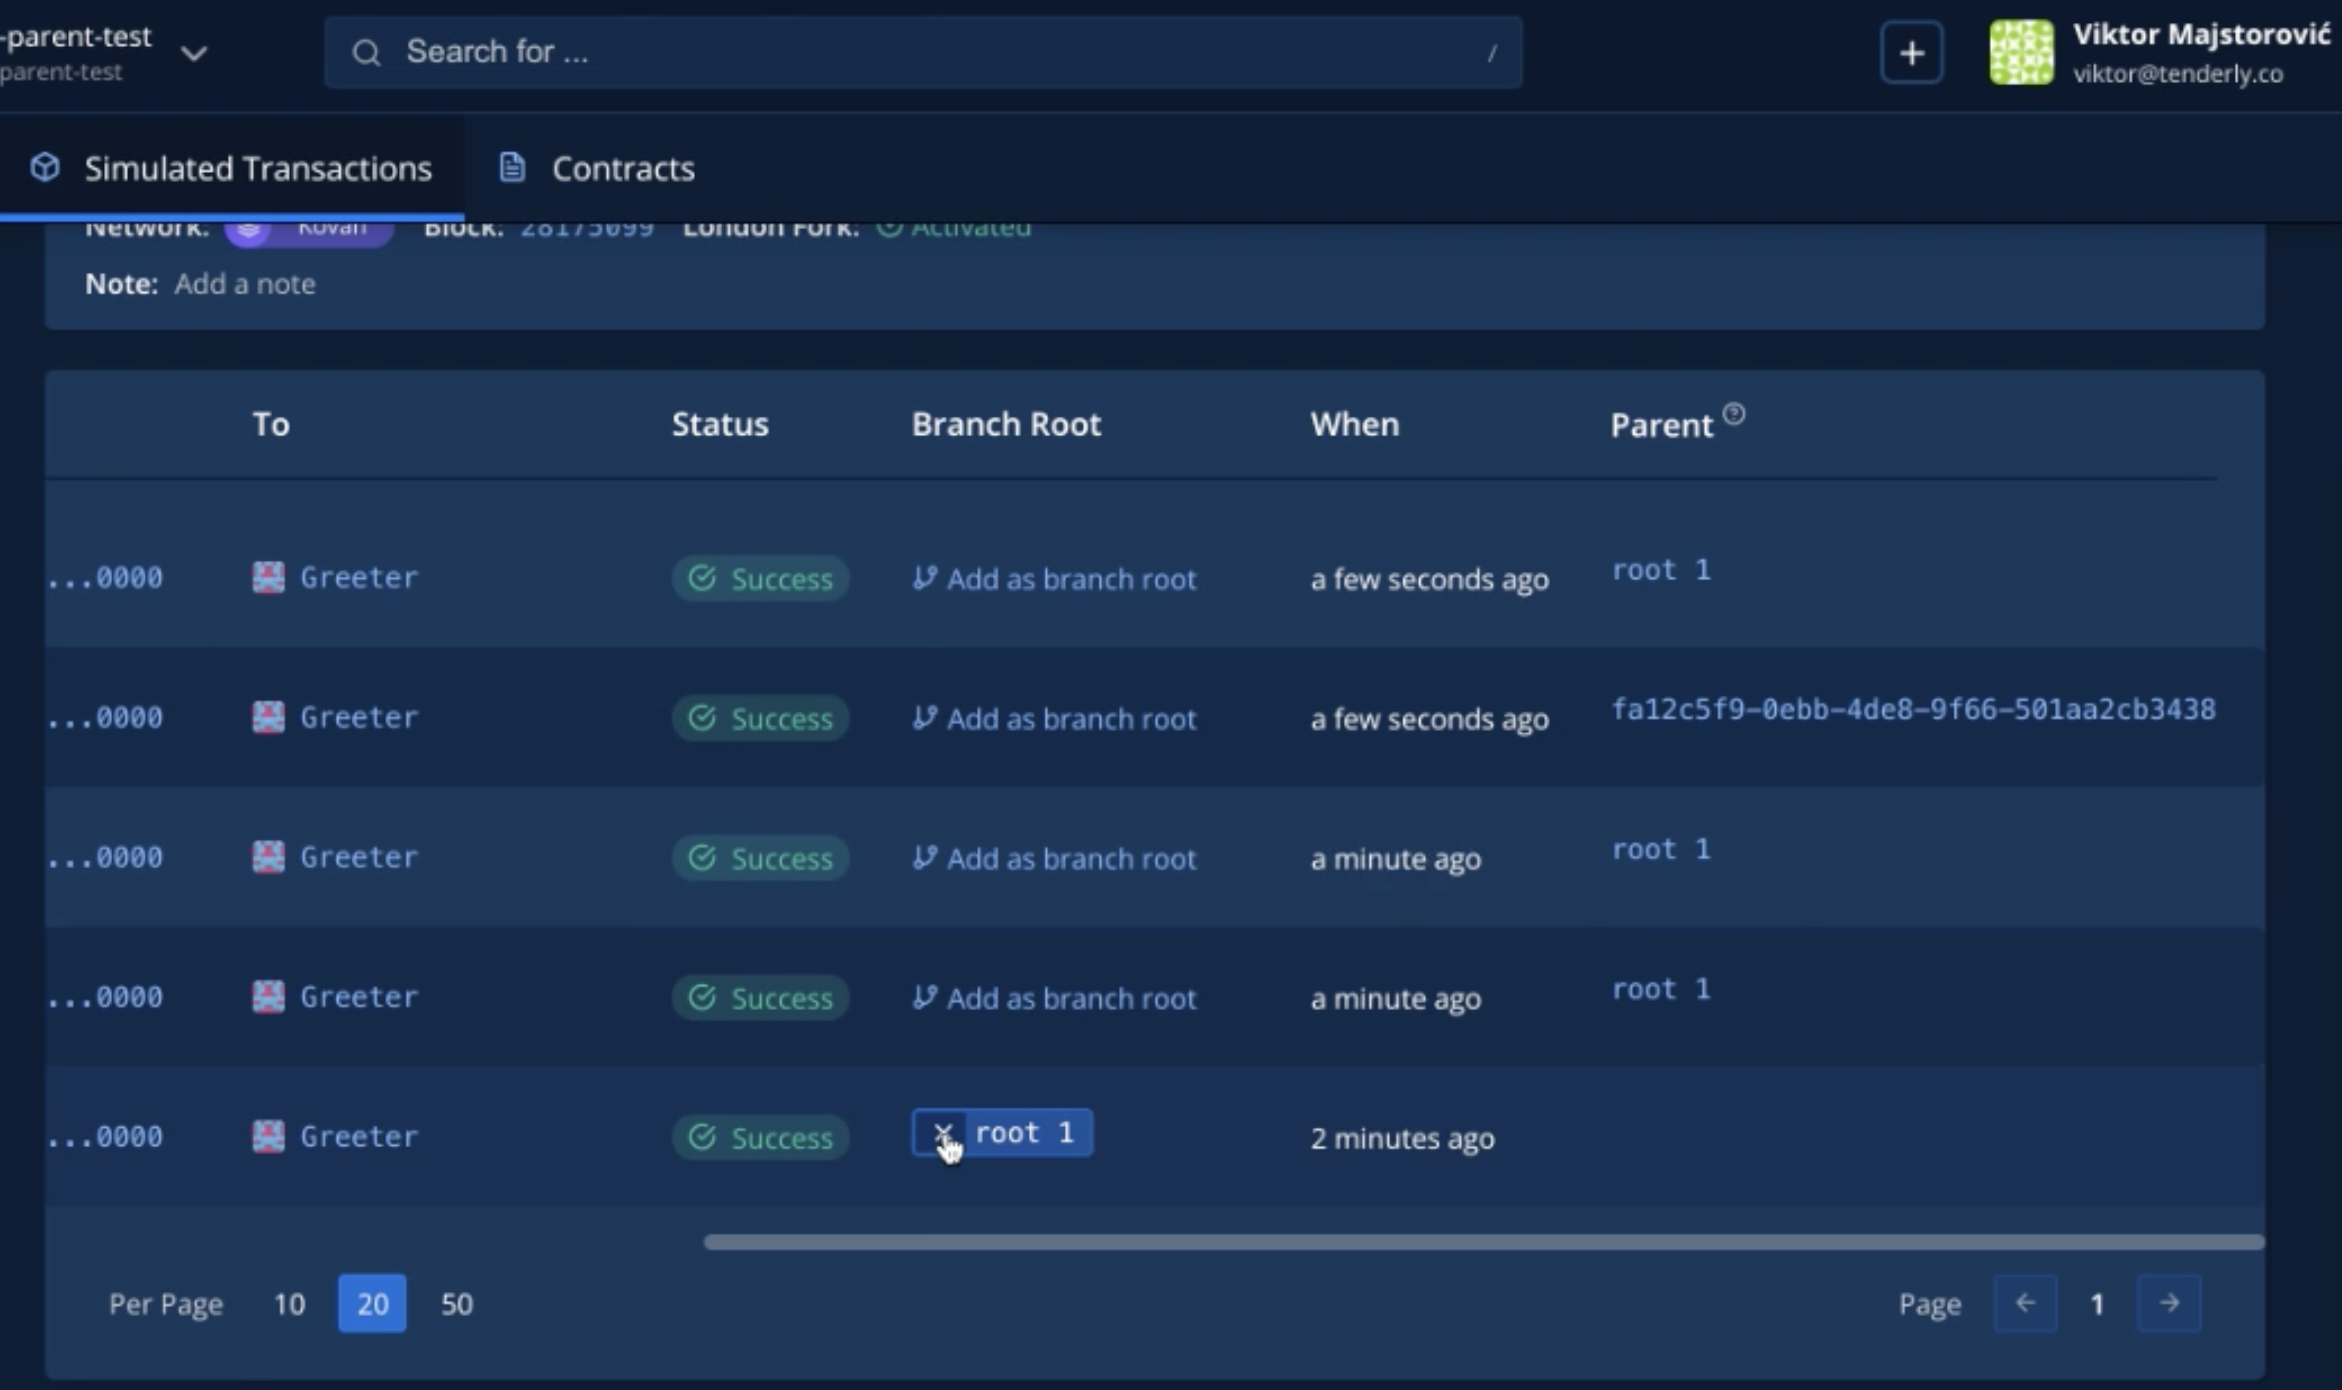 -parent-test
parent-test
Search for ... /
Viktor Majstorović
viktor@tenderly.co
Simulated Transactions Contracts
Network: Kovan Block: 28175099 London Fork: Activated
Note: Add a note
To Status Branch Root When Parent ?
...0000 Greeter Success Add as branch root a few seconds ago root 1
...0000 Greeter Success Add as branch root a few seconds ago fa12c5f9-0ebb-4de8-9f66-501aa2cb3438
...0000 Greeter Success Add as branch root a minute ago root 1
...0000 Greeter Success Add as branch root a minute ago root 1
...0000 Greeter Success root 1 2 minutes ago
Per Page 10 20 50 Page 1